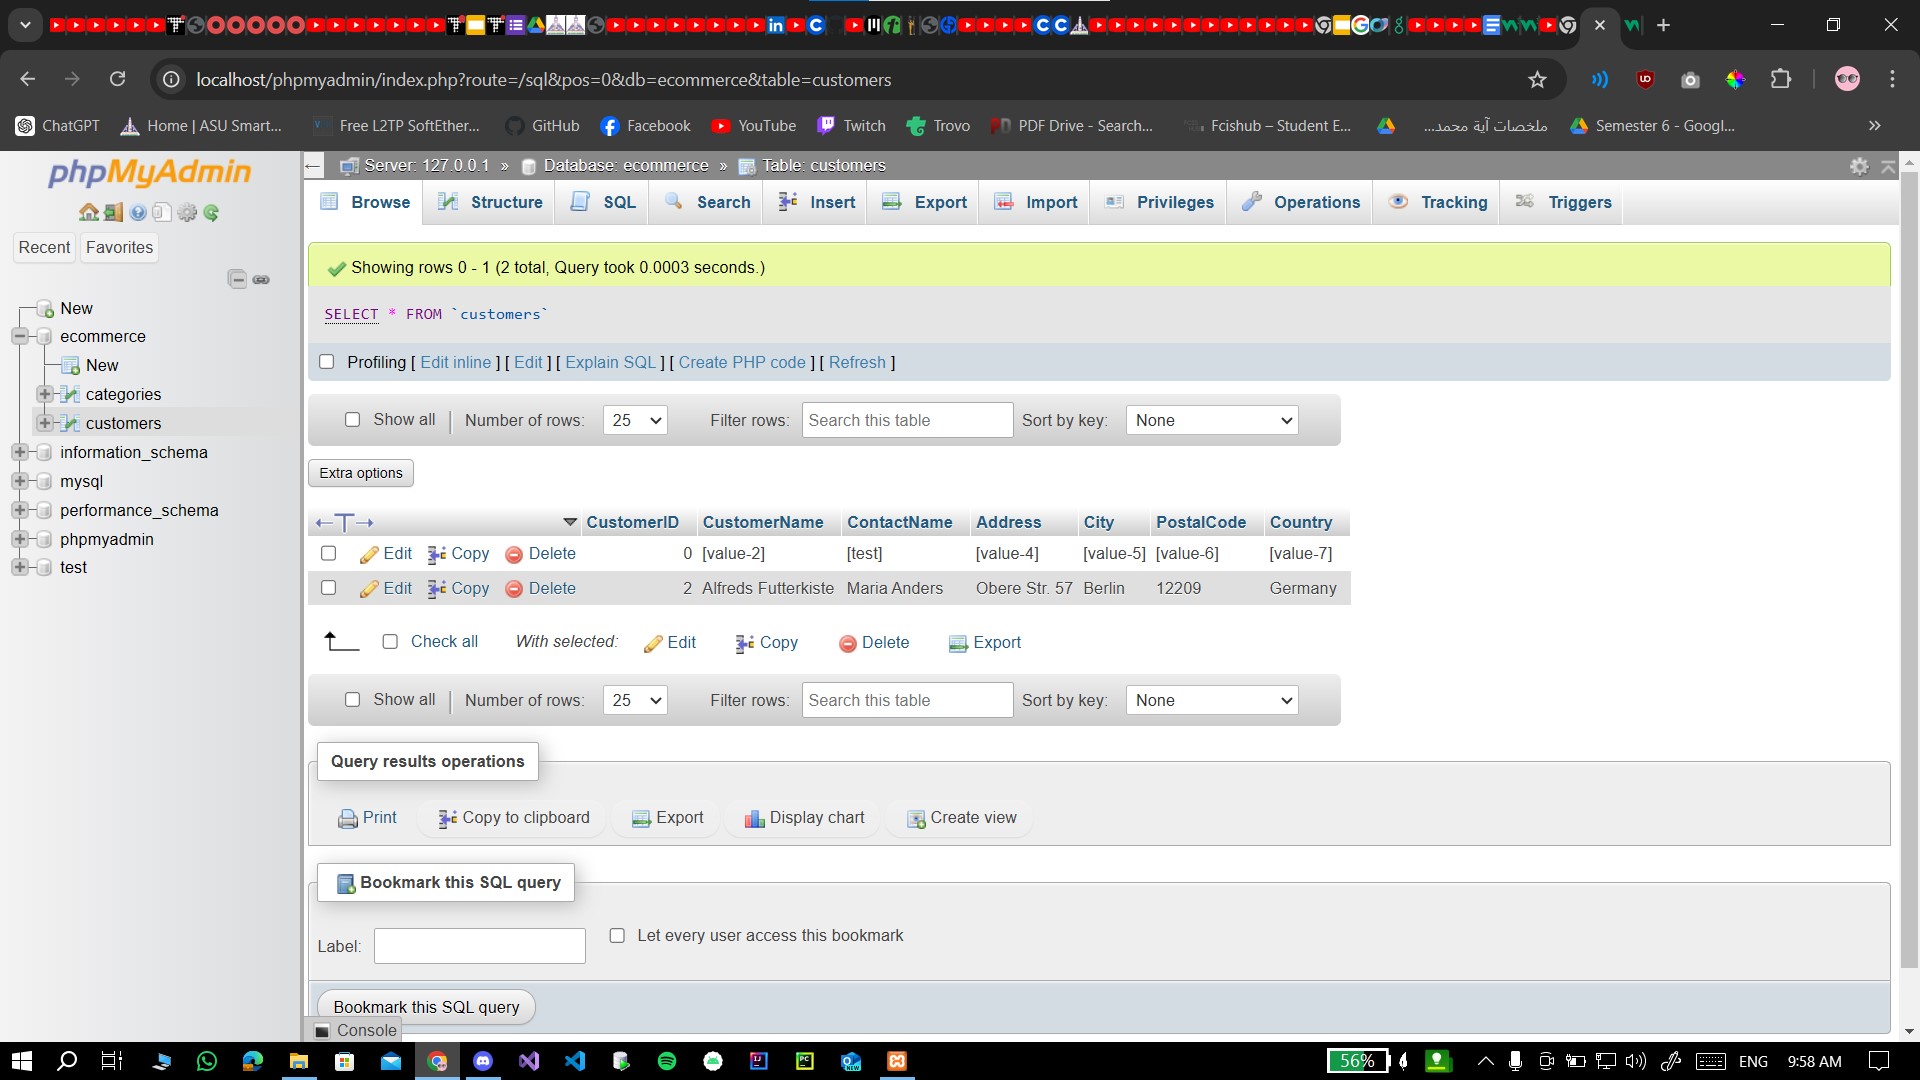 localhost/phpmyadmin/index.php?route=/sql&pos=0&db=ecommerce&table=customers
ChatGPT Home | ASU Smart... Free L2TP SoftEther... GitHub Facebook YouTube Twitch Trovo PDF Drive - Search... Fcishub – Student E... ملخصات آية محمد... Semester 6 - Googl...
phpMyAdmin
Recent Favorites
New
ecommerce
New
categories
customers
information_schema
mysql
performance_schema
phpmyadmin
test
Server: 127.0.0.1 » Database: ecommerce » Table: customers
Browse Structure SQL Search Insert Export Import Privileges Operations Tracking Triggers
Showing rows 0 - 1 (2 total, Query took 0.0003 seconds.)
SELECT * FROM `customers`
Profiling [ Edit inline ] [ Edit ] [ Explain SQL ] [ Create PHP code ] [ Refresh ]
Show all Number of rows: 25 Filter rows: Search this table Sort by key: None
Extra options
CustomerID CustomerName ContactName Address City PostalCode Country
Edit Copy Delete 0 [value-2] [test] [value-4] [value-5] [value-6] [value-7]
Edit Copy Delete 2 Alfreds Futterkiste Maria Anders Obere Str. 57 Berlin 12209 Germany
Check all With selected: Edit Copy Delete Export
Show all Number of rows: 25 Filter rows: Search this table Sort by key: None
Query results operations
Print Copy to clipboard Export Display chart Create view
Bookmark this SQL query
Label: Let every user access this bookmark
Bookmark this SQL query
Console
56% ENG 9:58 AM